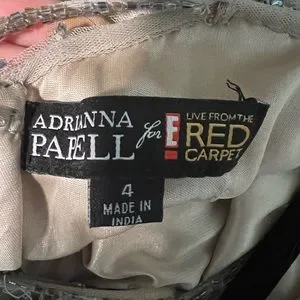 ADRIANNA
PAPELL
for
E
LIVE FROM THE
RED
CARPET
4
MADE IN
INDIA